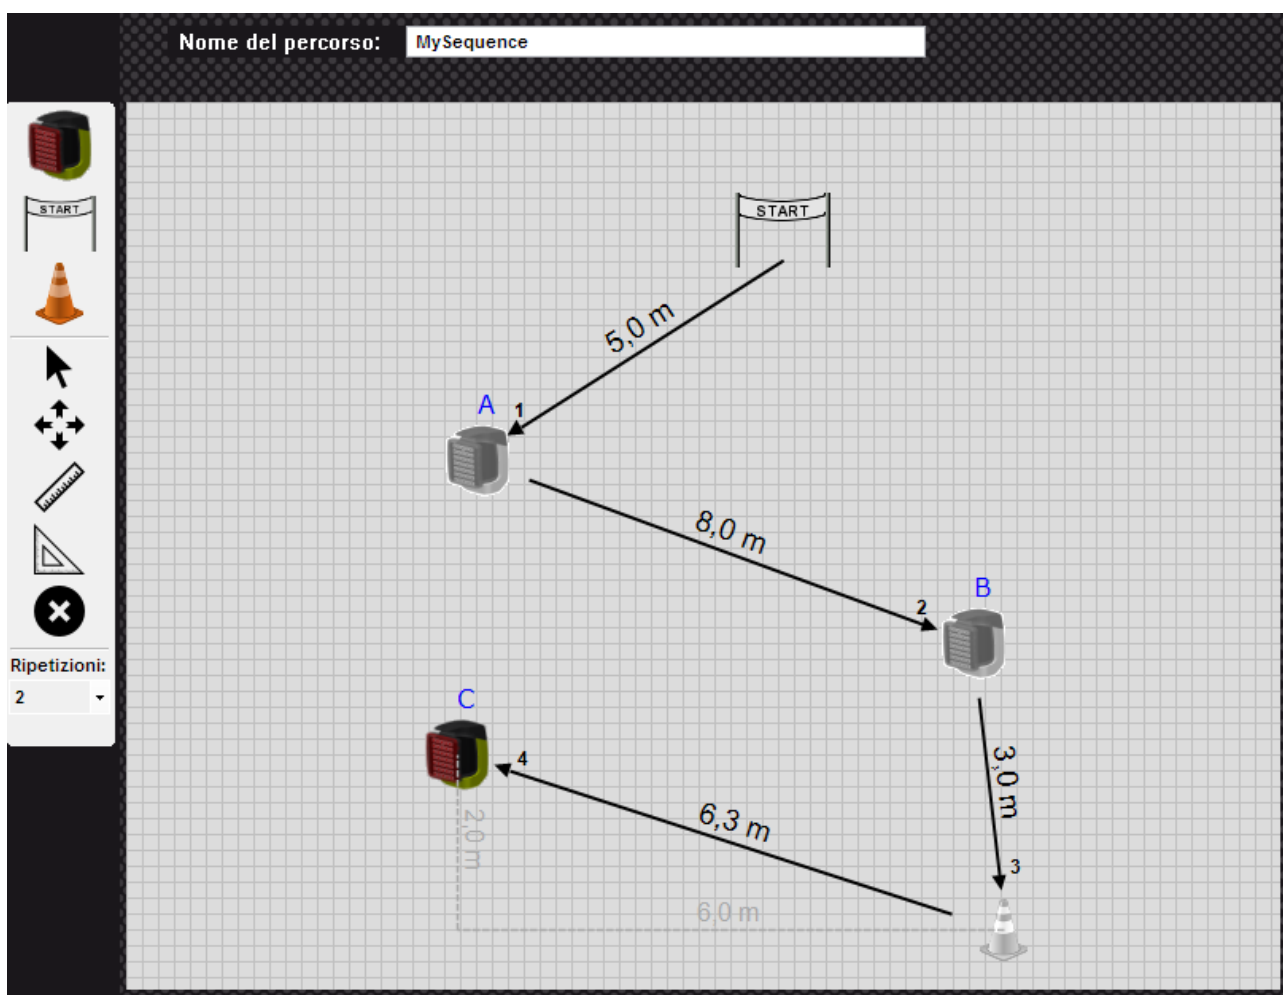 Nome del percorso: MySequence
START
START
5,0 m
A 1
8,0 m
B
2
Ripetizioni:
2
C
4
3,0 m
2,0 m
6,3 m
3
6,0 m